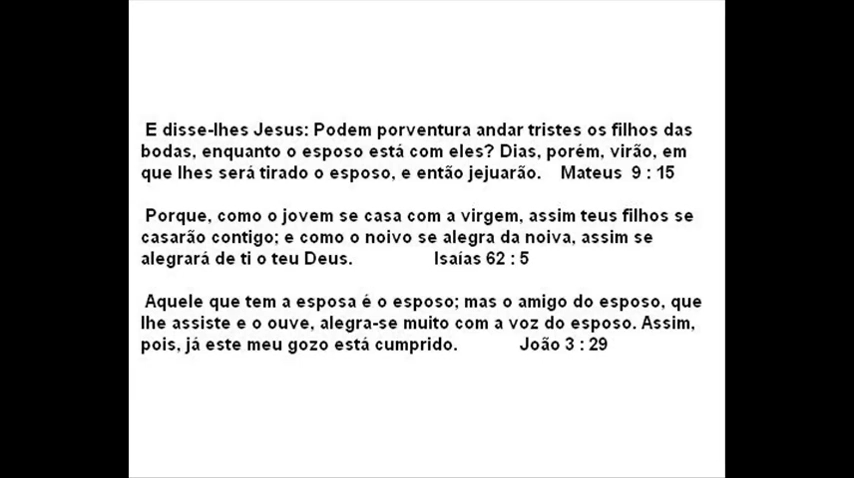 E disse-lhes Jesus: Podem porventura andar tristes os filhos das
bodas, enquanto o esposo está com eles? Dias, porém, virão, em
que lhes será tirado o esposo, e então jejuarão. Mateus 9 : 15
Porque, como o jovem se casa com a virgem, assim teus filhos se
casarão contigo; e como o noivo se alegra da noiva, assim se
alegrará de ti o teu Deus. Isaías 62 : 5
Aquele que tem a esposa é o esposo; mas o amigo do esposo, que
lhe assiste e o ouve, alegra-se muito com a voz do esposo. Assim,
pois, já este meu gozo está cumprido. João 3 : 29